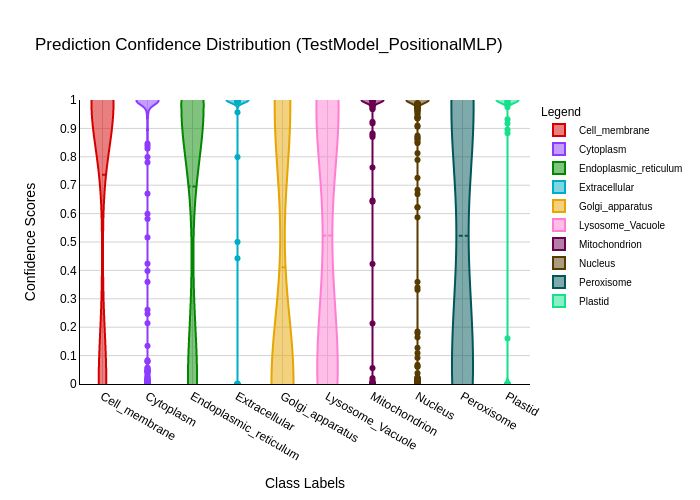 Prediction Confidence Distribution (TestModel_PositionalMLP)
Confidence Scores
1
0.9
0.8
0.7
0.6
0.5
0.4
0.3
0.2
0.1
0
Cell_membrane
Cytoplasm
Endoplasmic_reticulum
Extracellular
Golgi_apparatus
Lysosome_Vacuole
Mitochondrion
Nucleus
Peroxisome
Plastid
Class Labels
Legend
Cell_membrane
Cytoplasm
Endoplasmic_reticulum
Extracellular
Golgi_apparatus
Lysosome_Vacuole
Mitochondrion
Nucleus
Peroxisome
Plastid